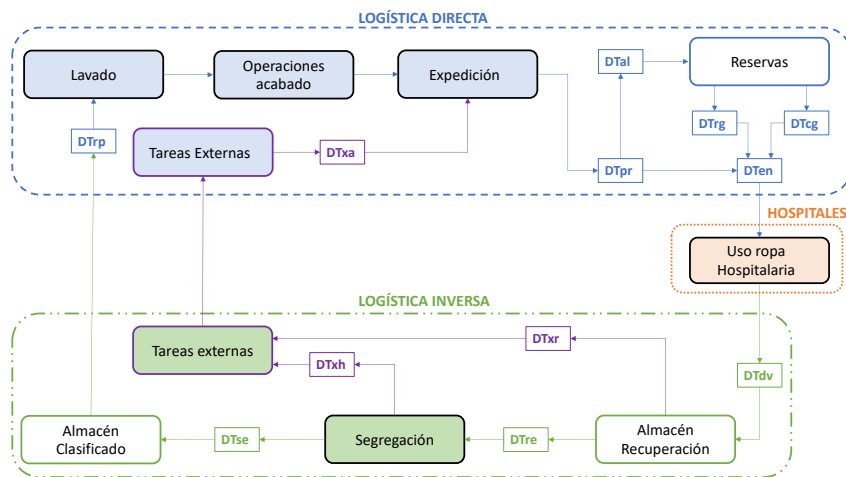 LOGÍSTICA DIRECTA
Lavado
Operaciones
acabado
Expedición
DTal
Reservas
DTrg
DTcg
DTrp
Tareas Externas
DTxa
DTpr
DTen
HOSPITALES
Uso ropa
Hospitalaria
LOGÍSTICA INVERSA
Tareas externas
DTxr
DTxh
DTdv
Almacén
Clasificado
DTse
Segregación
DTre
Almacén
Recuperación